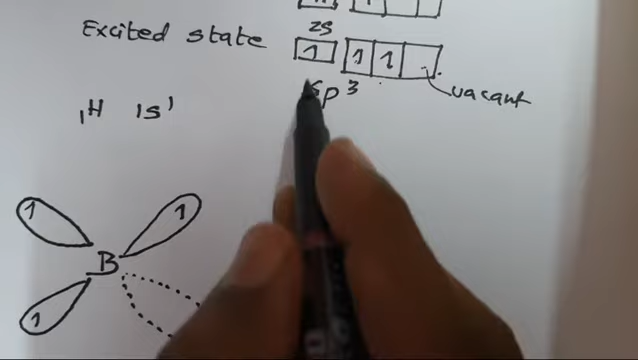 2S
Excited state 1 1 1
sp³
vacant
₁H 1s¹
1 1
B
1